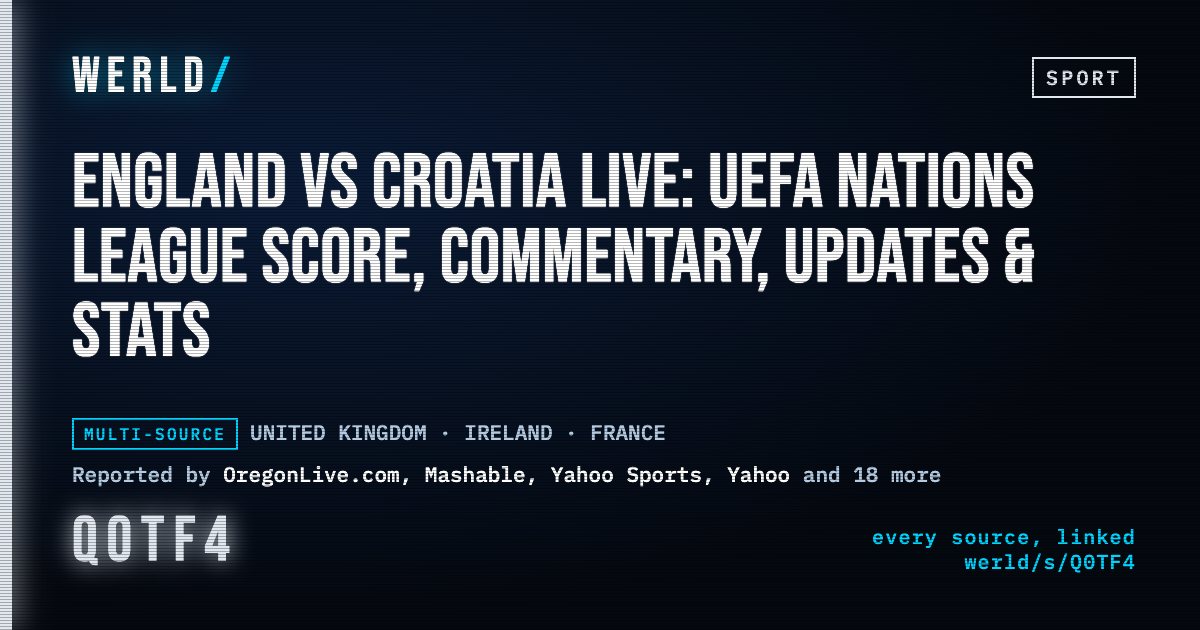 WERLD/
SPORT
ENGLAND VS CROATIA LIVE: UEFA NATIONS
LEAGUE SCORE, COMMENTARY, UPDATES &
STATS
MULTI-SOURCE UNITED KINGDOM · IRELAND · FRANCE
Reported by OregonLive.com, Mashable, Yahoo Sports, Yahoo and 18 more
Q0TF4
every source, linked
werld/s/Q0TF4